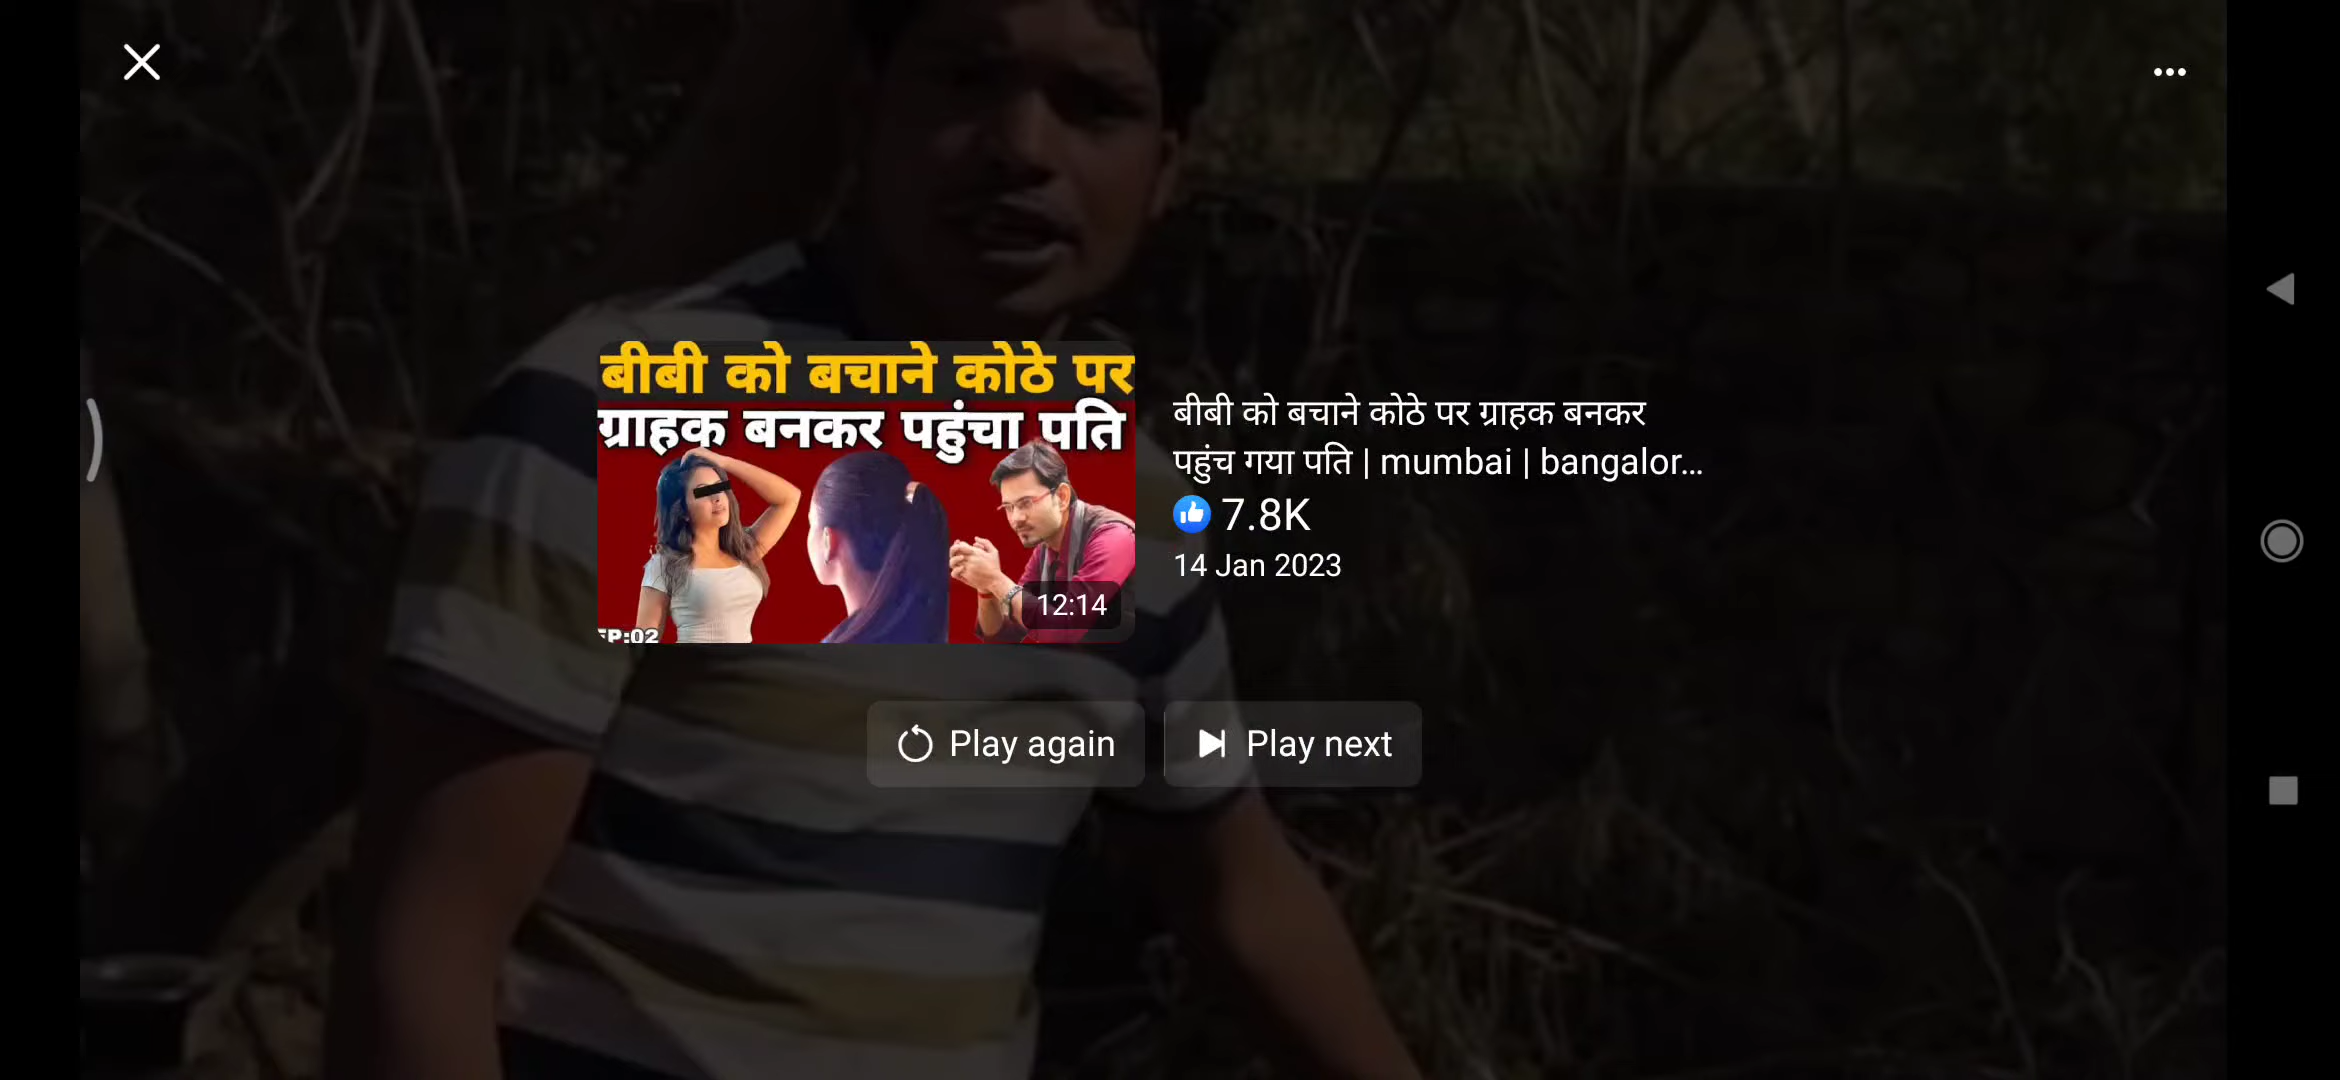 बीबी को बचाने कोठे पर
ग्राहक बनकर पहुंचा पति
12:14
EP:02
बीबी को बचाने कोठे पर ग्राहक बनकर
पहुंच गया पति | mumbai | bangalor...
7.8K
14 Jan 2023
Play again
Play next